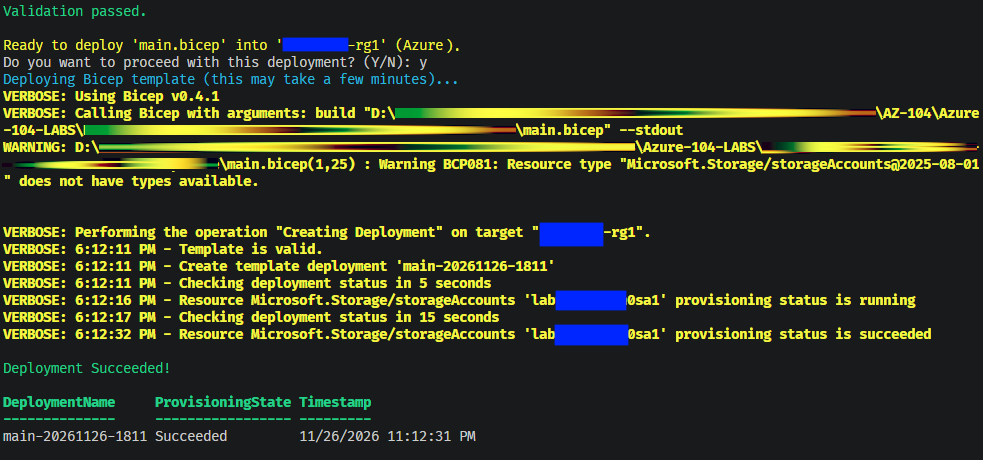 Validation passed.
Ready to deploy 'main.bicep' into '-rg1' (Azure).
Do you want to proceed with this deployment? (Y/N): y
Deploying Bicep template (this may take a few minutes)...
VERBOSE: Using Bicep v0.4.1
VERBOSE: Calling Bicep with arguments: build "D:\ \AZ-104\Azure
-104-LABS\ \main.bicep" --stdout
WARNING: D:\ \Azure-104-LABS\
\main.bicep(1,25) : Warning BCP081: Resource type "Microsoft.Storage/storageAccounts@2025-08-01
" does not have types available.
VERBOSE: Performing the operation "Creating Deployment" on target "-rg1".
VERBOSE: 6:12:11 PM - Template is valid.
VERBOSE: 6:12:11 PM - Create template deployment 'main-20261126-1811'
VERBOSE: 6:12:11 PM - Checking deployment status in 5 seconds
VERBOSE: 6:12:16 PM - Resource Microsoft.Storage/storageAccounts 'lab 0sa1' provisioning status is running
VERBOSE: 6:12:17 PM - Checking deployment status in 15 seconds
VERBOSE: 6:12:32 PM - Resource Microsoft.Storage/storageAccounts 'lab 0sa1' provisioning status is succeeded
Deployment Succeeded!
DeploymentName ProvisioningState Timestamp
-------------- ----------------- ---------
main-20261126-1811 Succeeded 11/26/2026 11:12:31 PM